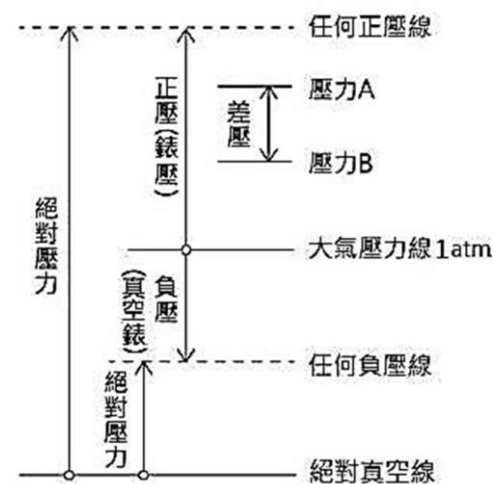 任何正壓線
正壓(錶壓)
壓力A
差壓
壓力B
絕對壓力
大氣壓力線1atm
負壓
(真空錶)
任何負壓線
絕對壓力
絕對真空線